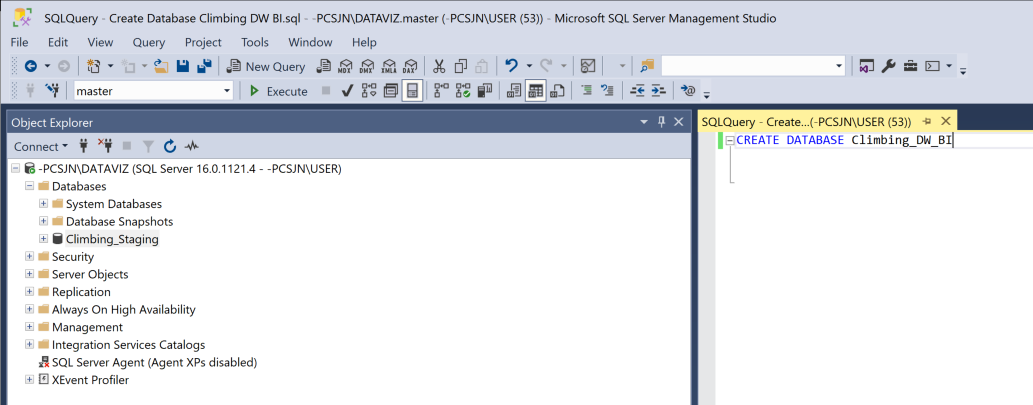 SQLQuery - Create Database Climbing DW BI.sql - -PCSJN\DATAVIZ.master (-PCSJN\USER (53)) - Microsoft SQL Server Management Studio
File Edit View Query Project Tools Window Help
New Query MDX DMX XMLA DAX
master Execute
Object Explorer
SQLQuery - Create...(-PCSJN\USER (53))
CREATE DATABASE Climbing_DW_BI
Connect
-PCSJN\DATAVIZ (SQL Server 16.0.1121.4 - -PCSJN\USER)
Databases
System Databases
Database Snapshots
Climbing_Staging
Security
Server Objects
Replication
Always On High Availability
Management
Integration Services Catalogs
SQL Server Agent (Agent XPs disabled)
XEvent Profiler